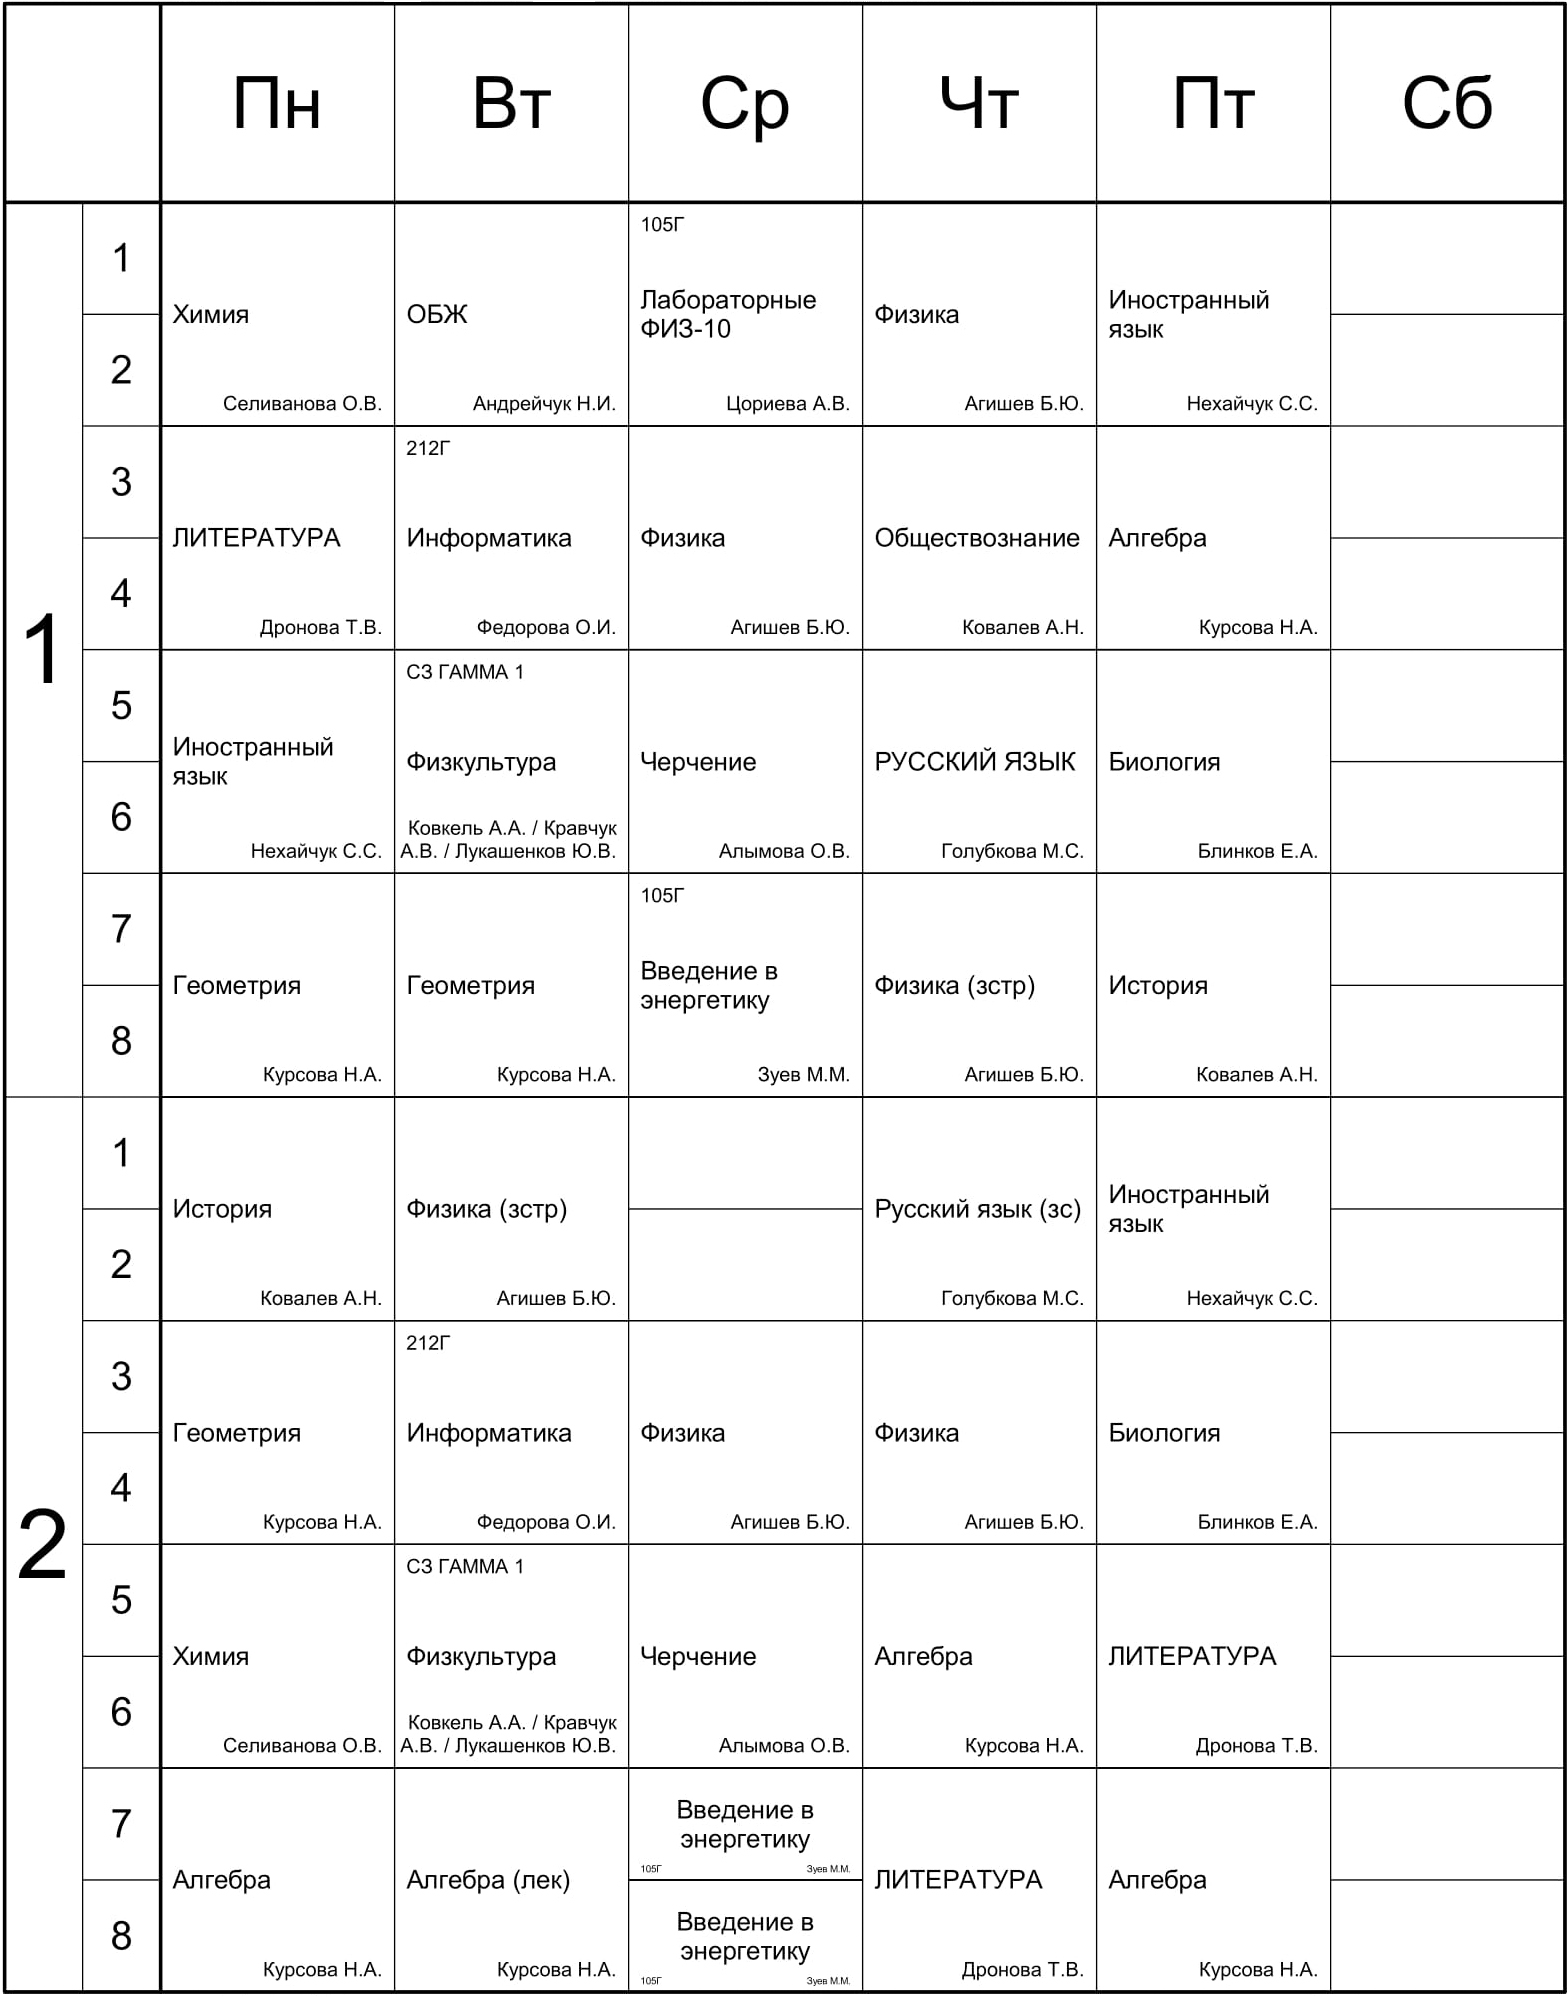 Пн Вт Ср Чт Пт Сб
1
1
2
Химия
Селиванова О.В.
ОБЖ
Андрейчук Н.И.
105Г
Лабораторные
ФИЗ-10
Цориева А.В.
Физика
Агишев Б.Ю.
Иностранный
язык
Нехайчук С.С.
3
4
ЛИТЕРАТУРА
Дронова Т.В.
212Г
Информатика
Федорова О.И.
Физика
Агишев Б.Ю.
Обществознание
Ковалев А.Н.
Алгебра
Курсова Н.А.
5
6
Иностранный
язык
Нехайчук С.С.
СЗ ГАММА 1
Физкультура
Ковкель А.А. / Кравчук
А.В. / Лукашенков Ю.В.
Черчение
Алымова О.В.
РУССКИЙ ЯЗЫК
Голубкова М.С.
Биология
Блинков Е.А.
7
8
Геометрия
Курсова Н.А.
Геометрия
Курсова Н.А.
105Г
Введение в
энергетику
Зуев М.М.
Физика (зстр)
Агишев Б.Ю.
История
Ковалев А.Н.
2
1
2
История
Ковалев А.Н.
Физика (зстр)
Агишев Б.Ю.
Русский язык (зс)
Голубкова М.С.
Иностранный
язык
Нехайчук С.С.
3
4
Геометрия
Курсова Н.А.
212Г
Информатика
Федорова О.И.
Физика
Агишев Б.Ю.
Физика
Агишев Б.Ю.
Биология
Блинков Е.А.
5
6
Химия
Селиванова О.В.
СЗ ГАММА 1
Физкультура
Ковкель А.А. / Кравчук
А.В. / Лукашенков Ю.В.
Черчение
Алымова О.В.
Алгебра
Курсова Н.А.
ЛИТЕРАТУРА
Дронова Т.В.
7
8
Алгебра
Курсова Н.А.
Алгебра (лек)
Курсова Н.А.
Введение в
энергетику
105Г Зуев М.М.
Введение в
энергетику
105Г Зуев М.М.
ЛИТЕРАТУРА
Дронова Т.В.
Алгебра
Курсова Н.А.